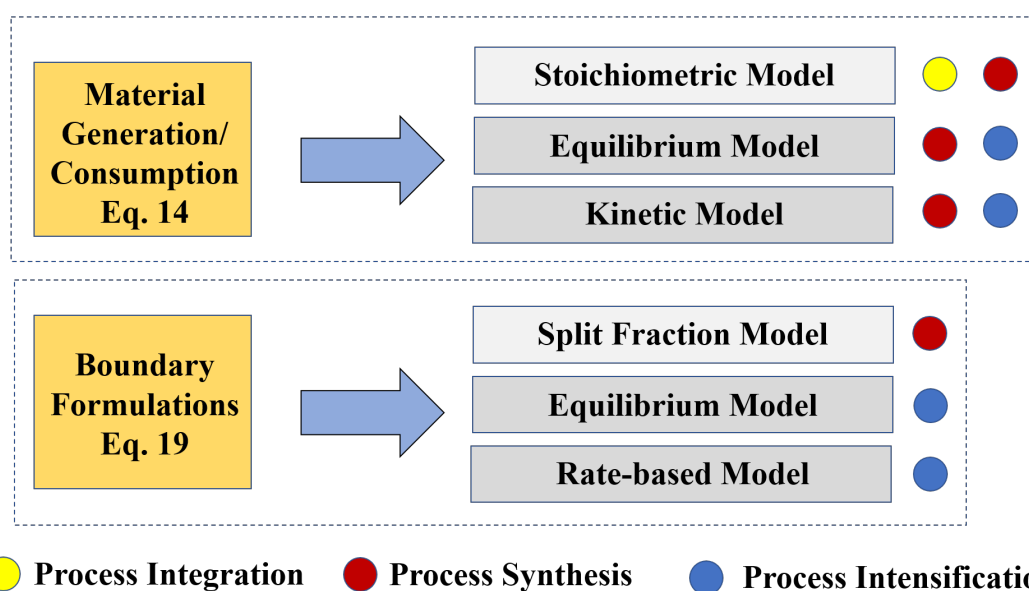 Material
Generation/
Consumption
Eq. 14
Stoichiometric Model
Equilibrium Model
Kinetic Model
Boundary
Formulations
Eq. 19
Split Fraction Model
Equilibrium Model
Rate-based Model
Process Integration
Process Synthesis
Process Intensificatio